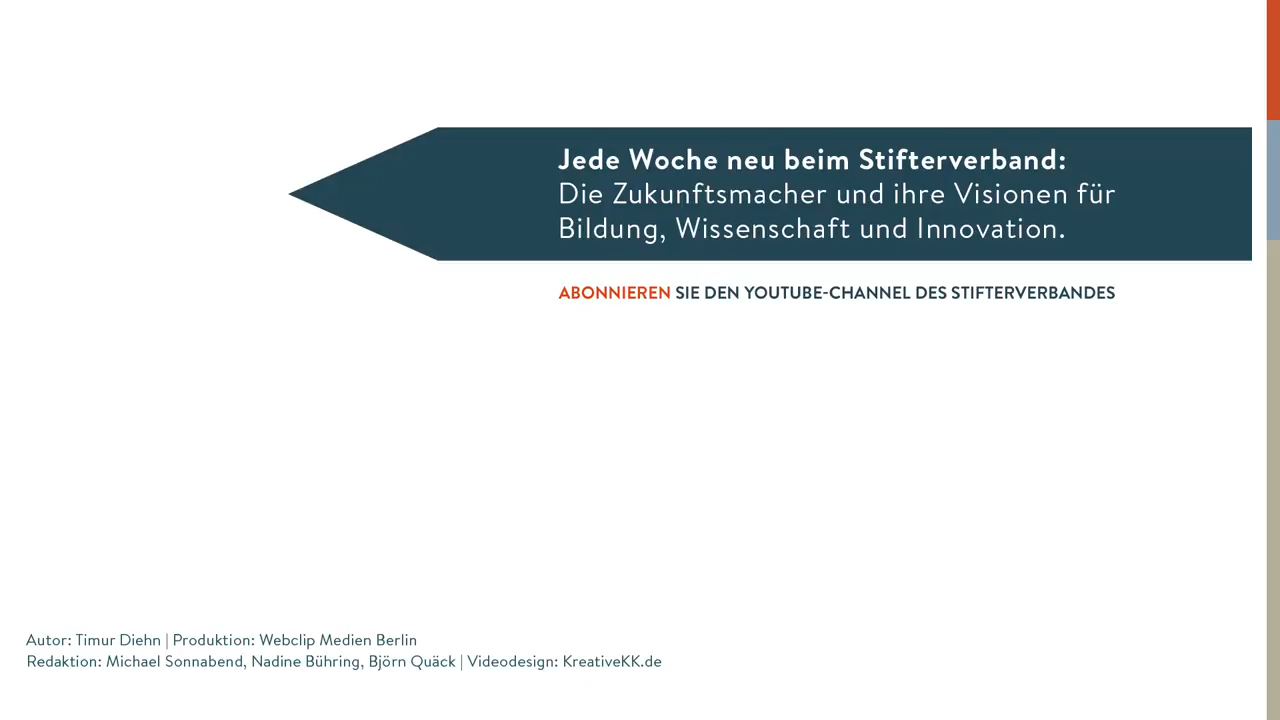 Jede Woche neu beim Stifterverband:
Die Zukunftsmacher und ihre Visionen für
Bildung, Wissenschaft und Innovation.
ABONNIEREN SIE DEN YOUTUBE-CHANNEL DES STIFTERVERBANDES
Autor: Timur Diehn | Produktion: Webclip Medien Berlin
Redaktion: Michael Sonnabend, Nadine Bühring, Björn Quäck | Videodesign: KreativeKK.de